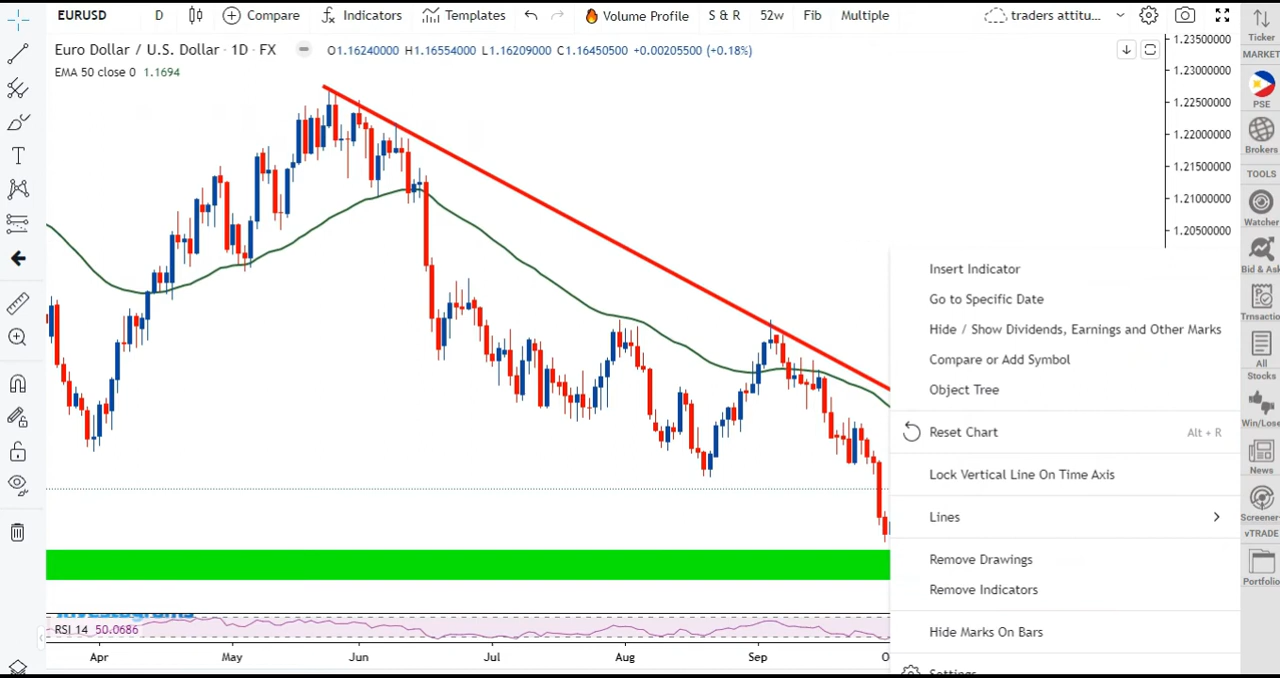 EURUSD D Compare Indicators Templates Volume Profile S & R 52w Fib Multiple traders attitu...
Ticker
Euro Dollar / U.S. Dollar · 1D · FX O1.16240000 H1.16554000 L1.16209000 C1.16450500 +0.00205500 (+0.18%)
EMA 50 close 0 1.1694
1.23500000
1.23000000
1.22500000
1.22000000
1.21500000
1.21000000
1.20500000
MARKET
PSE
Brokers
TOOLS
Watcher
Bid & Ask
Trnsactio
All
Stocks
Win/Lose
News
Screener
vTRADE
Portfolio
Insert Indicator
Go to Specific Date
Hide / Show Dividends, Earnings and Other Marks
Compare or Add Symbol
Object Tree
Reset Chart Alt + R
Lock Vertical Line On Time Axis
Lines
Remove Drawings
Remove Indicators
Hide Marks On Bars
Settings
RSI 14 50.0686
Apr May Jun Jul Aug Sep O